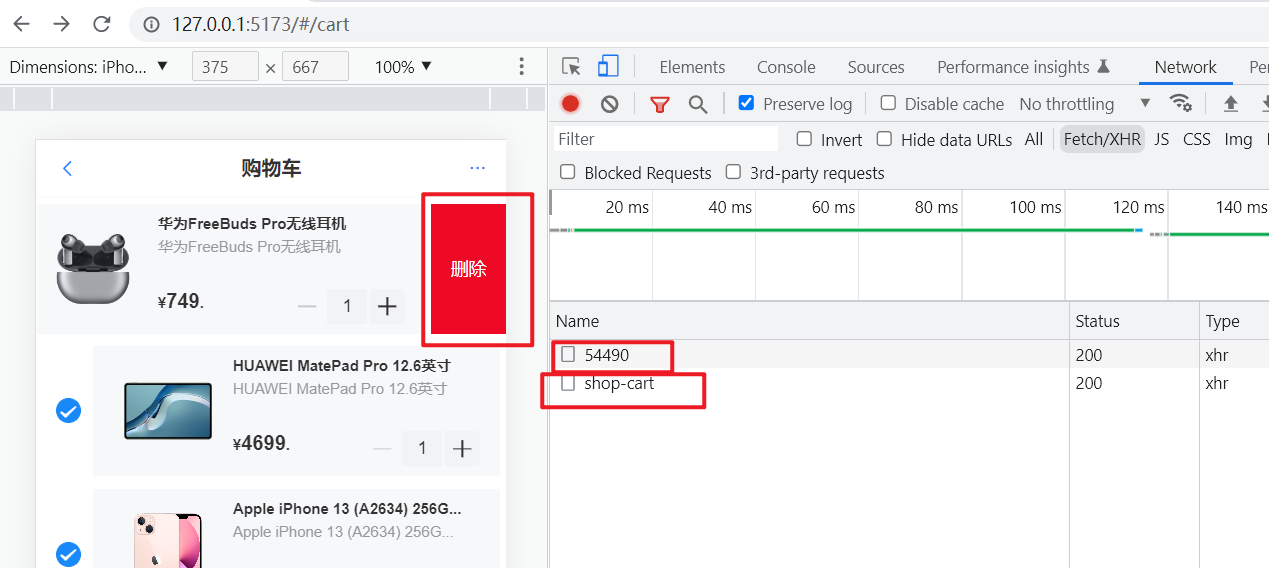 127.0.0.1:5173/#/cart
Dimensions: iPho... ▼ 375 × 667 100% ▼
Elements Console Sources Performance insights Network Pe
Preserve log Disable cache No throttling ▼
Filter Invert Hide data URLs All Fetch/XHR JS CSS Img
Blocked Requests 3rd-party requests
20 ms 40 ms 60 ms 80 ms 100 ms 120 ms 140 ms
Name Status Type
54490 200 xhr
shop-cart 200 xhr
购物车 ...
华为FreeBuds Pro无线耳机
华为FreeBuds Pro无线耳机
¥749. — 1 +
删除
HUAWEI MatePad Pro 12.6英寸
HUAWEI MatePad Pro 12.6英寸
¥4699. — 1 +
Apple iPhone 13 (A2634) 256G...
Apple iPhone 13 (A2634) 256G...